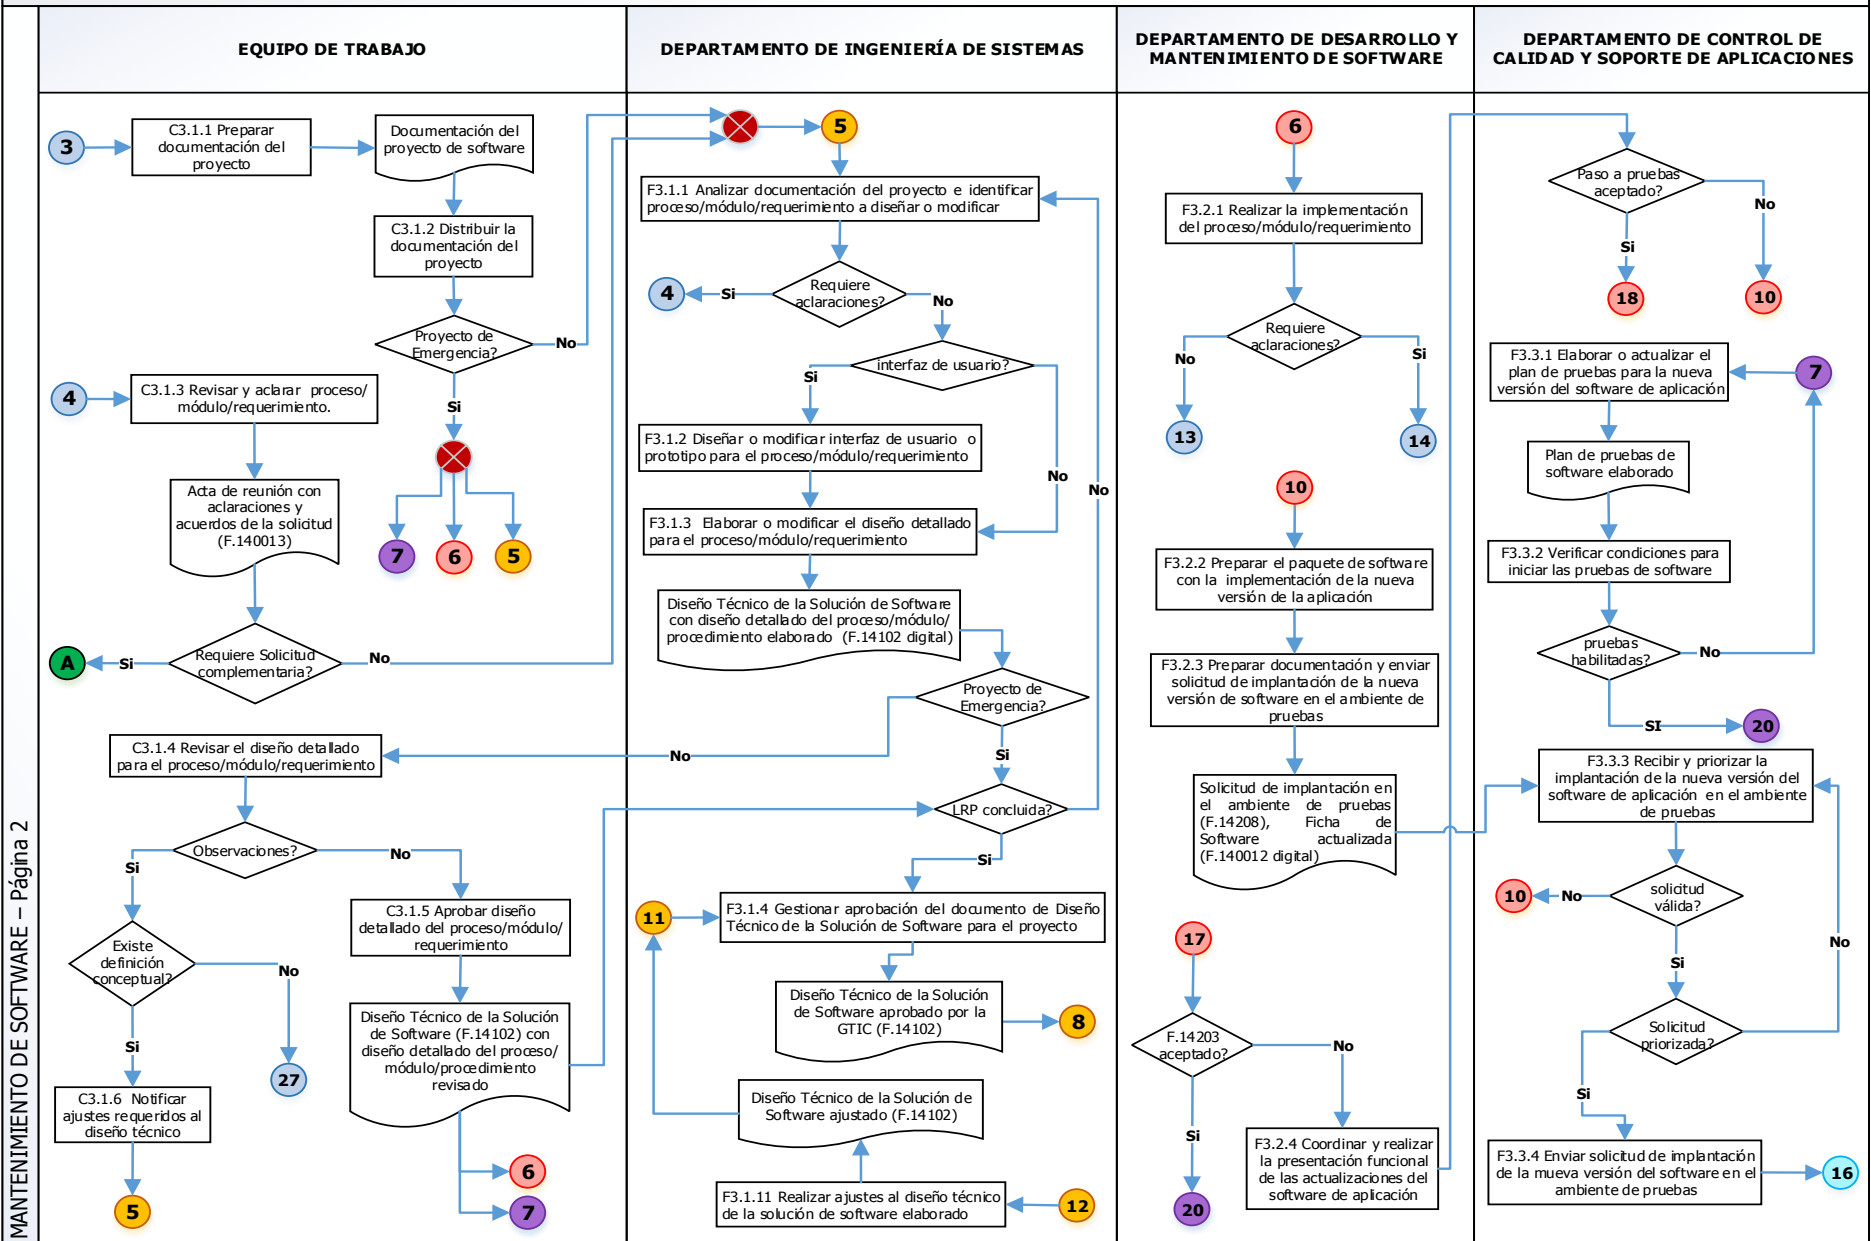 MANTENIMIENTO DE SOFTWARE – Página 2
EQUIPO DE TRABAJO
3
C3.1.1 Preparar
documentación del
proyecto
Documentación del
proyecto de software
C3.1.2 Distribuir la
documentación del
proyecto
Proyecto de
Emergencia?
No
Si
7
6
5
4
C3.1.3 Revisar y aclarar proceso/
módulo/requerimiento.
Acta de reunión con
aclaraciones y
acuerdos de la solicitud
(F.140013)
Requiere Solicitud
complementaria?
Si
A
No
C3.1.4 Revisar el diseño detallado
para el proceso/módulo/requerimiento
Observaciones?
Si
No
Existe
definición
conceptual?
No
27
Si
C3.1.6 Notificar
ajustes requeridos al
diseño técnico
5
C3.1.5 Aprobar diseño
detallado del proceso/módulo/
requerimiento
Diseño Técnico de la Solución
de Software (F.14102) con
diseño detallado del proceso/
módulo/procedimiento
revisado
6
7
DEPARTAMENTO DE INGENIERÍA DE SISTEMAS
5
F3.1.1 Analizar documentación del proyecto e identificar
proceso/módulo/requerimiento a diseñar o modificar
Requiere
aclaraciones?
Si
4
No
interfaz de usuario?
Si
No
F3.1.2 Diseñar o modificar interfaz de usuario o
prototipo para el proceso/módulo/requerimiento
F3.1.3 Elaborar o modificar el diseño detallado
para el proceso/módulo/requerimiento
Diseño Técnico de la Solución de Software
con diseño detallado del proceso/módulo/
procedimiento elaborado (F.14102 digital)
Proyecto de
Emergencia?
No
Si
LRP concluida?
No
Si
11
F3.1.4 Gestionar aprobación del documento de Diseño
Técnico de la Solución de Software para el proyecto
Diseño Técnico de la Solución
de Software aprobado por la
GTIC (F.14102)
8
Diseño Técnico de la Solución de
Software ajustado (F.14102)
F3.1.11 Realizar ajustes al diseño técnico
de la solución de software elaborado
12
DEPARTAMENTO DE DESARROLLO Y
MANTENIMIENTO DE SOFTWARE
6
F3.2.1 Realizar la implementación
del proceso/módulo/requerimiento
Requiere
aclaraciones?
No
13
Si
14
10
F3.2.2 Preparar el paquete de software
con la implementación de la nueva
versión de la aplicación
F3.2.3 Preparar documentación y enviar
solicitud de implantación de la nueva
versión de software en el ambiente de
pruebas
Solicitud de implantación en
el ambiente de pruebas
(F.14208), Ficha de
Software actualizada
(F.140012 digital)
17
F.14203
aceptado?
No
Si
20
F3.2.4 Coordinar y realizar
la presentación funcional
de las actualizaciones del
software de aplicación
DEPARTAMENTO DE CONTROL DE
CALIDAD Y SOPORTE DE APLICACIONES
Paso a pruebas
aceptado?
Si
18
No
10
F3.3.1 Elaborar o actualizar el
plan de pruebas para la nueva
versión del software de aplicación
7
Plan de pruebas de
software elaborado
F3.3.2 Verificar condiciones para
iniciar las pruebas de software
pruebas
habilitadas?
No
SI
20
F3.3.3 Recibir y priorizar la
implantación de la nueva versión del
software de aplicación en el ambiente
de pruebas
solicitud
válida?
No
10
Si
Solicitud
priorizada?
No
Si
F3.3.4 Enviar solicitud de implantación
de la mueva versión del software en el
ambiente de pruebas
16